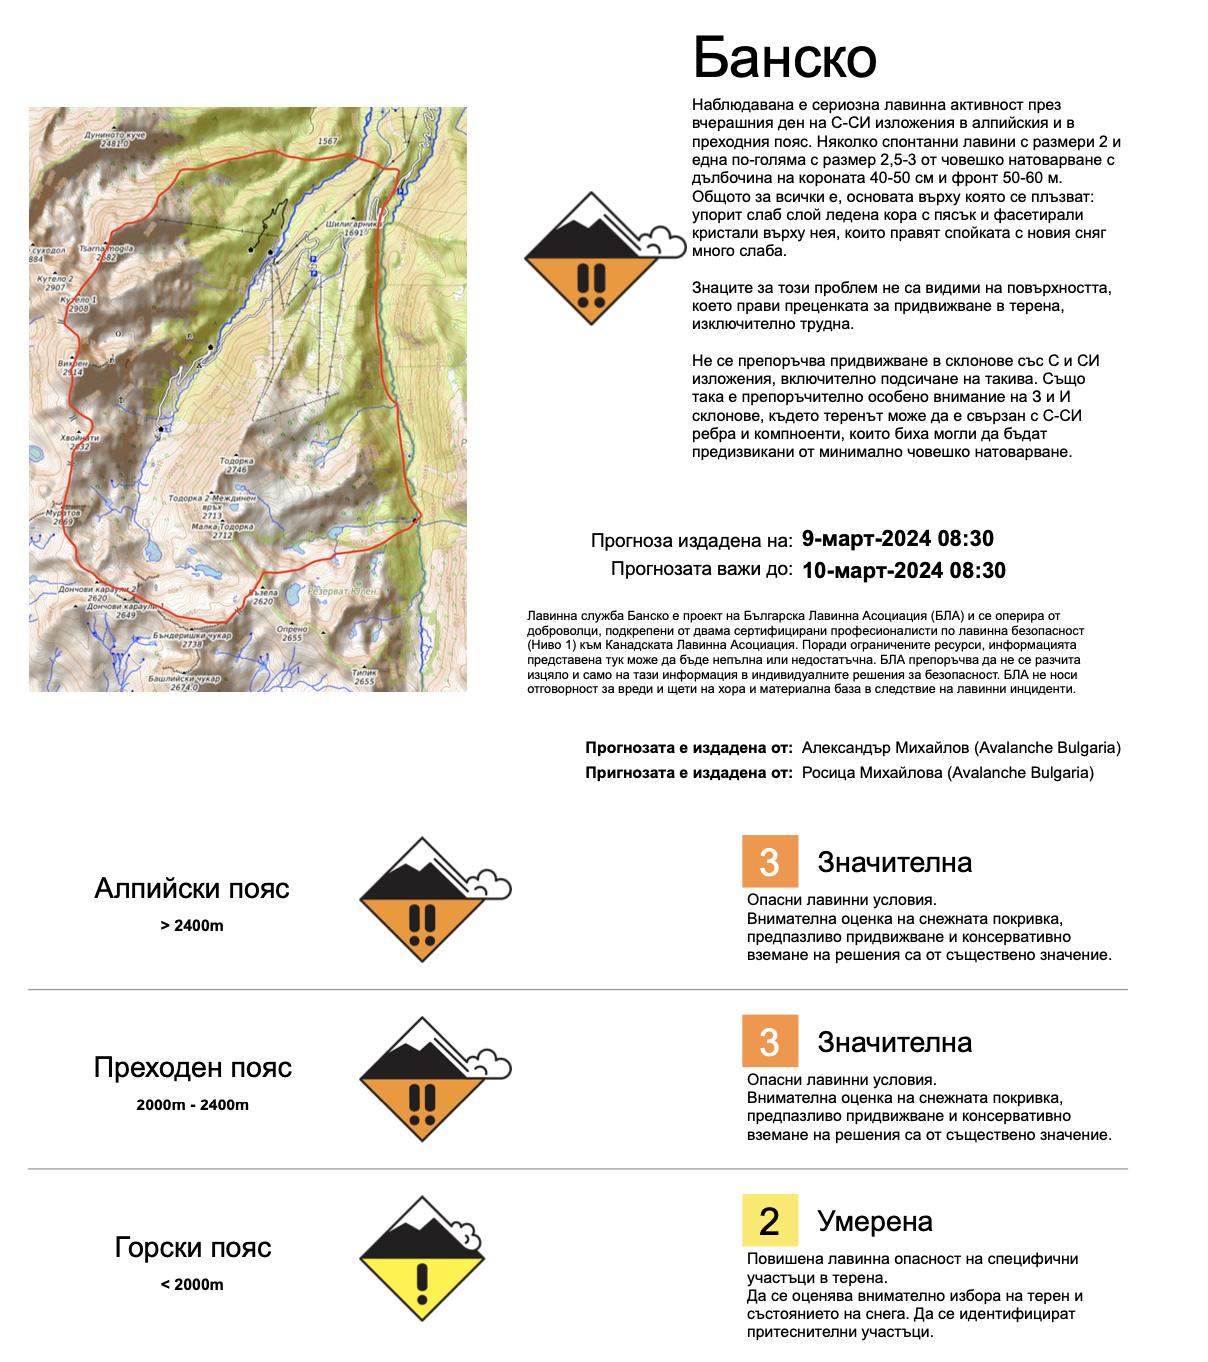 Банско
Наблюдавана е сериозна лавинна активност през
вчерашния ден на С-СИ изложения в алпийския и в
преходния пояс. Няколко спонтанни лавини с размери 2 и
една по-голяма с размер 2,5-3 от човешко натоварване с
дълбочина на короната 40-50 см и фронт 50-60 м.
Общото за всички е, основата върху която се плъзват:
упорит слаб слой ледена кора с пясък и фасетирали
кристали върху нея, които правят спойката с новия сняг
много слаба.
Знаците за този проблем не са видими на повърхността,
което прави преценката за придвижване в терена,
изключително трудна.
Не се препоръчва придвижване в склонове със С и СИ
изложения, включително подсичане на такива. Също
така е препоръчително особено внимание на З и И
склонове, където теренът може да е свързан с С-СИ
ребра и компноенти, които биха могли да бъдат
предизвикани от минимално човешко натоварване.
Дуниното куче
2481.0
1567
Шилигарника
1691
Tsarna mogila
2582
суходол
884
Кутело 2
2907
Кутело 1
2908
Вихрен
2914
Хвойнати
2632
Тодорка
2746
Тодорка 2-Междинен
връх
2713
Малка Тодорка
2712
Муратов
2669
Дончови караули 2
2620
Дончови караули 1
2649
Възела
2620
Резерват Юлен
Бъндеришки чукар
2738
Опрено
2655
Башлийски чукар
2674.0
Типик
2655
Прогноза издадена на: 9-март-2024 08:30
Прогнозата важи до: 10-март-2024 08:30
Лавинна служба Банско е проект на Българска Лавинна Асоциация (БЛА) и се оперира от
доброволци, подкрепени от двама сертифицирани професионалисти по лавинна безопасност
(Ниво 1) към Канадската Лавинна Асоциация. Поради ограничените ресурси, информацията
представена тук може да бъде непълна или недостатъчна. БЛА препоръчва да не се разчита
изцяло и само на тази информация в индивидуалните решения за безопасност. БЛА не носи
отговорност за вреди и щети на хора и материална база в следствие на лавинни инциденти.
Прогнозата е издадена от: Александър Михайлов (Avalanche Bulgaria)
Пригнозата е издадена от: Росица Михайлова (Avalanche Bulgaria)
Алпийски пояс
> 2400m
3 Значителна
Опасни лавинни условия.
Внимателна оценка на снежната покривка,
предпазливо придвижване и консервативно
вземане на решения са от съществено значение.
Преходен пояс
2000m - 2400m
3 Значителна
Опасни лавинни условия.
Внимателна оценка на снежната покривка,
предпазливо придвижване и консервативно
вземане на решения са от съществено значение.
Горски пояс
< 2000m
2 Умерена
Повишена лавинна опасност на специфични
участъци в терена.
Да се оценява внимателно избора на терен и
състоянието на снега. Да се идентифицират
притеснителни участъци.